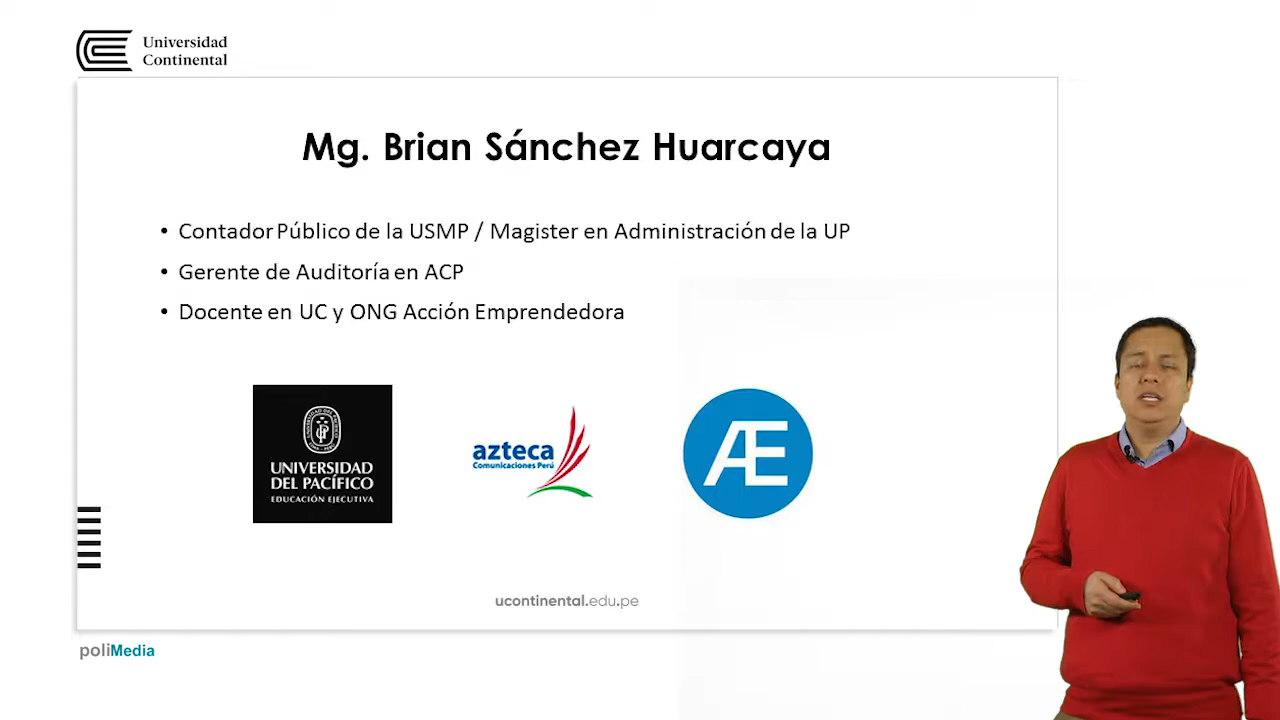 Universidad
Continental
Mg. Brian Sánchez Huarcaya
• Contador Público de la USMP / Magister en Administración de la UP
• Gerente de Auditoría en ACP
• Docente en UC y ONG Acción Emprendedora
UNIVERSIDAD
DEL PACÍFICO
EDUCACIÓN EJECUTIVA
azteca
Comunicaciones Perú
ÆE
ucontinental.edu.pe
poliMedia